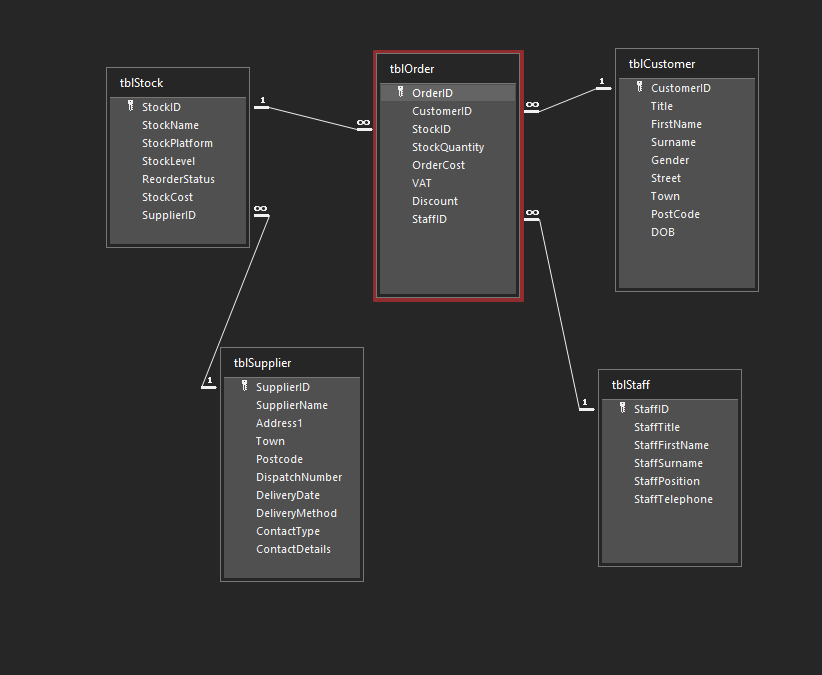 tblStock
StockID
StockName
StockPlatform
StockLevel
ReorderStatus
StockCost
SupplierID
1
∞
∞
1
tblOrder
OrderID
CustomerID
StockID
StockQuantity
OrderCost
VAT
Discount
StaffID
∞
1
∞
1
tblCustomer
CustomerID
Title
FirstName
Surname
Gender
Street
Town
PostCode
DOB
tblSupplier
SupplierID
SupplierName
Address1
Town
Postcode
DispatchNumber
DeliveryDate
DeliveryMethod
ContactType
ContactDetails
tblStaff
StaffID
StaffTitle
StaffFirstName
StaffSurname
StaffPosition
StaffTelephone